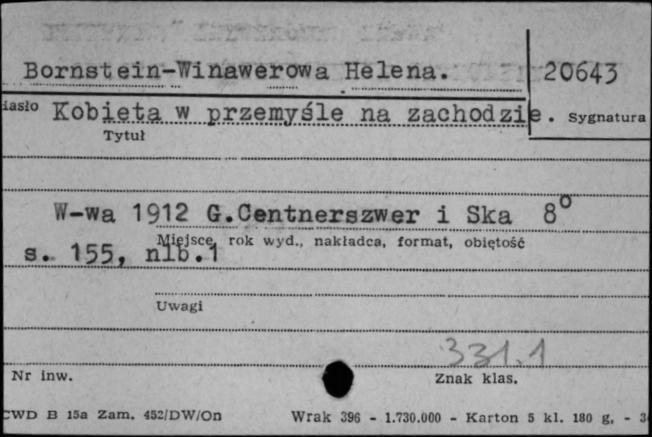 Bornstein-Winawerowa Helena. 20643
iasło Kobieta w przemyśle na zachodzie. Sygnatura
Tytuł
W-wa 1912 G.Centnerszwer i Ska 8°
Miejsce, rok wyd., nakładca, format, objętość
s. 155, nlb.1
Uwagi
331.1
Nr inw. Znak klas.
CWD B 15a Zam. 452/DW/On Wrak 396 - 1.730.000 - Karton 5 kl. 180 g, - 3